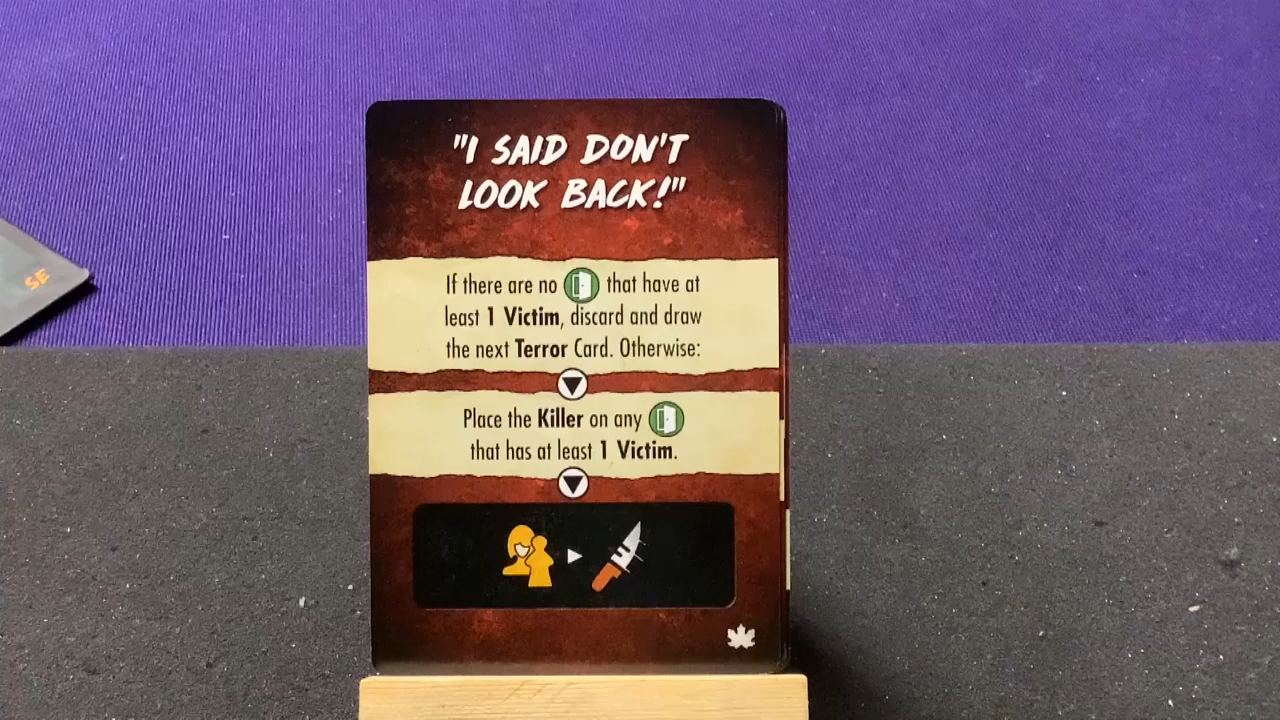 "I SAID DON'T
LOOK BACK!"
If there are no that have at
least 1 Victim, discard and draw
the next Terror Card. Otherwise:
Place the Killer on any
that has at least 1 Victim.
SE